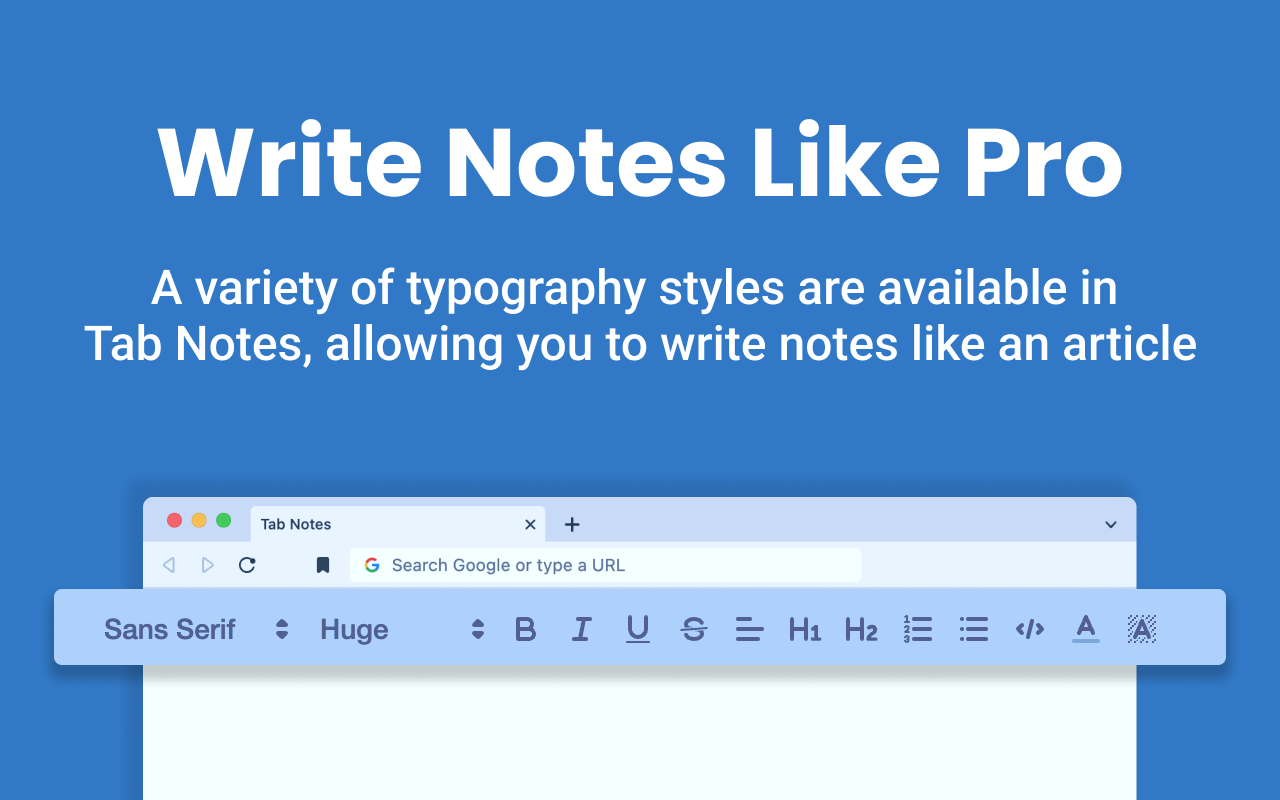 Write Notes Like Pro
A variety of typography styles are available in
Tab Notes, allowing you to write notes like an article
Tab Notes
Search Google or type a URL
Sans Serif Huge B I U S H1 H2 </> A A